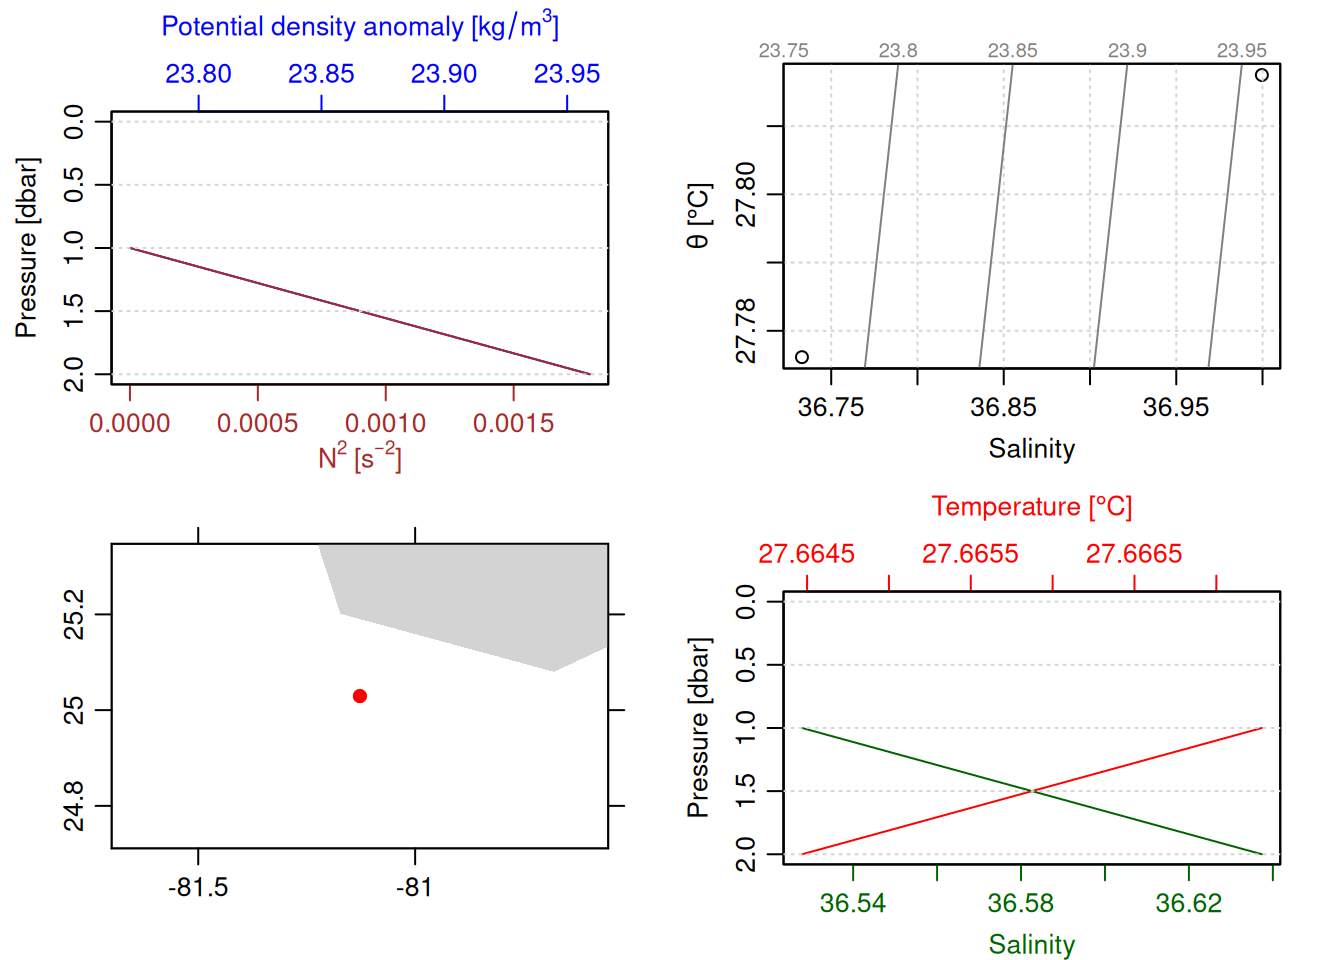 Potential density anomaly [kg/m³]
23.80 23.85 23.90 23.95
Pressure [dbar]
0.0 0.5 1.0 1.5 2.0
0.0000 0.0005 0.0010 0.0015
N² [s⁻²]
23.75 23.8 23.85 23.9 23.95
θ [°C]
27.80
27.78
36.75 36.85 36.95
Salinity
25.2
25
24.8
-81.5 -81
Temperature [°C]
27.6645 27.6655 27.6665
Pressure [dbar]
0.0 0.5 1.0 1.5 2.0
36.54 36.58 36.62
Salinity